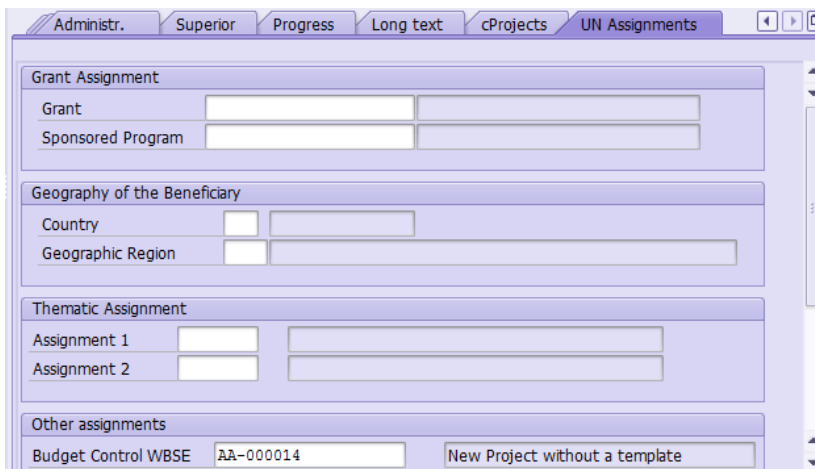 Administr. Superior Progress Long text cProjects UN Assignments
Grant Assignment
Grant
Sponsored Program
Geography of the Beneficiary
Country
Geographic Region
Thematic Assignment
Assignment 1
Assignment 2
Other assignments
Budget Control WBSE AA-000014 New Project without a template